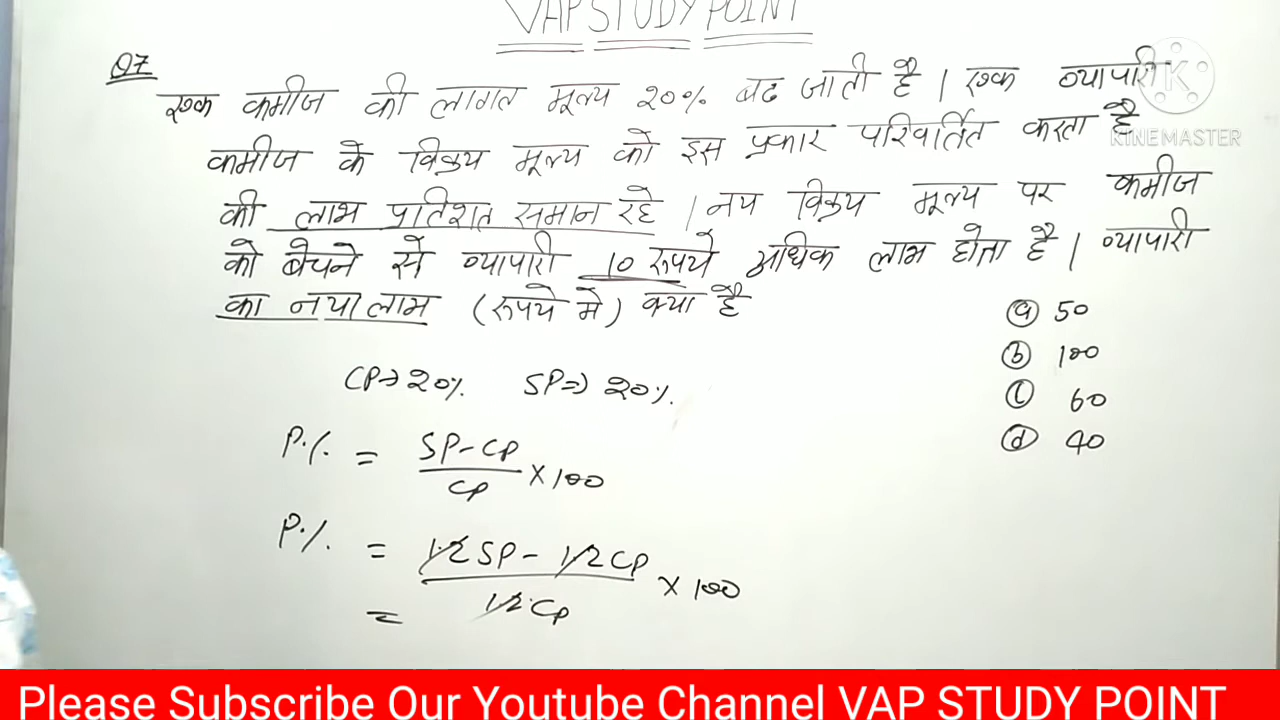 VAP STUDY POINT
Q7
एक कमीज की लागत मूल्य 20% बढ जाती है । एक व्यापारी
कमीज के विक्रय मूल्य को इस प्रकार परिवर्तित करता है
की लाभ प्रतिशत समान रहे । नय विक्रय मूल्य पर कमीज
को बेचने से व्यापारी 10 रूपये अधिक लाभ होता है । व्यापारी
का नया लाभ (रूपये मे) क्या है
ⓐ 50
ⓑ 100
ⓒ 60
ⓓ 40
CP→20% SP⇒20%.
P.% = SP-CP/CP × 100
P.% = 1.2SP - 1.2CP/1.2CP × 100
=
KINEMASTER
Please Subscribe Our Youtube Channel VAP STUDY POINT